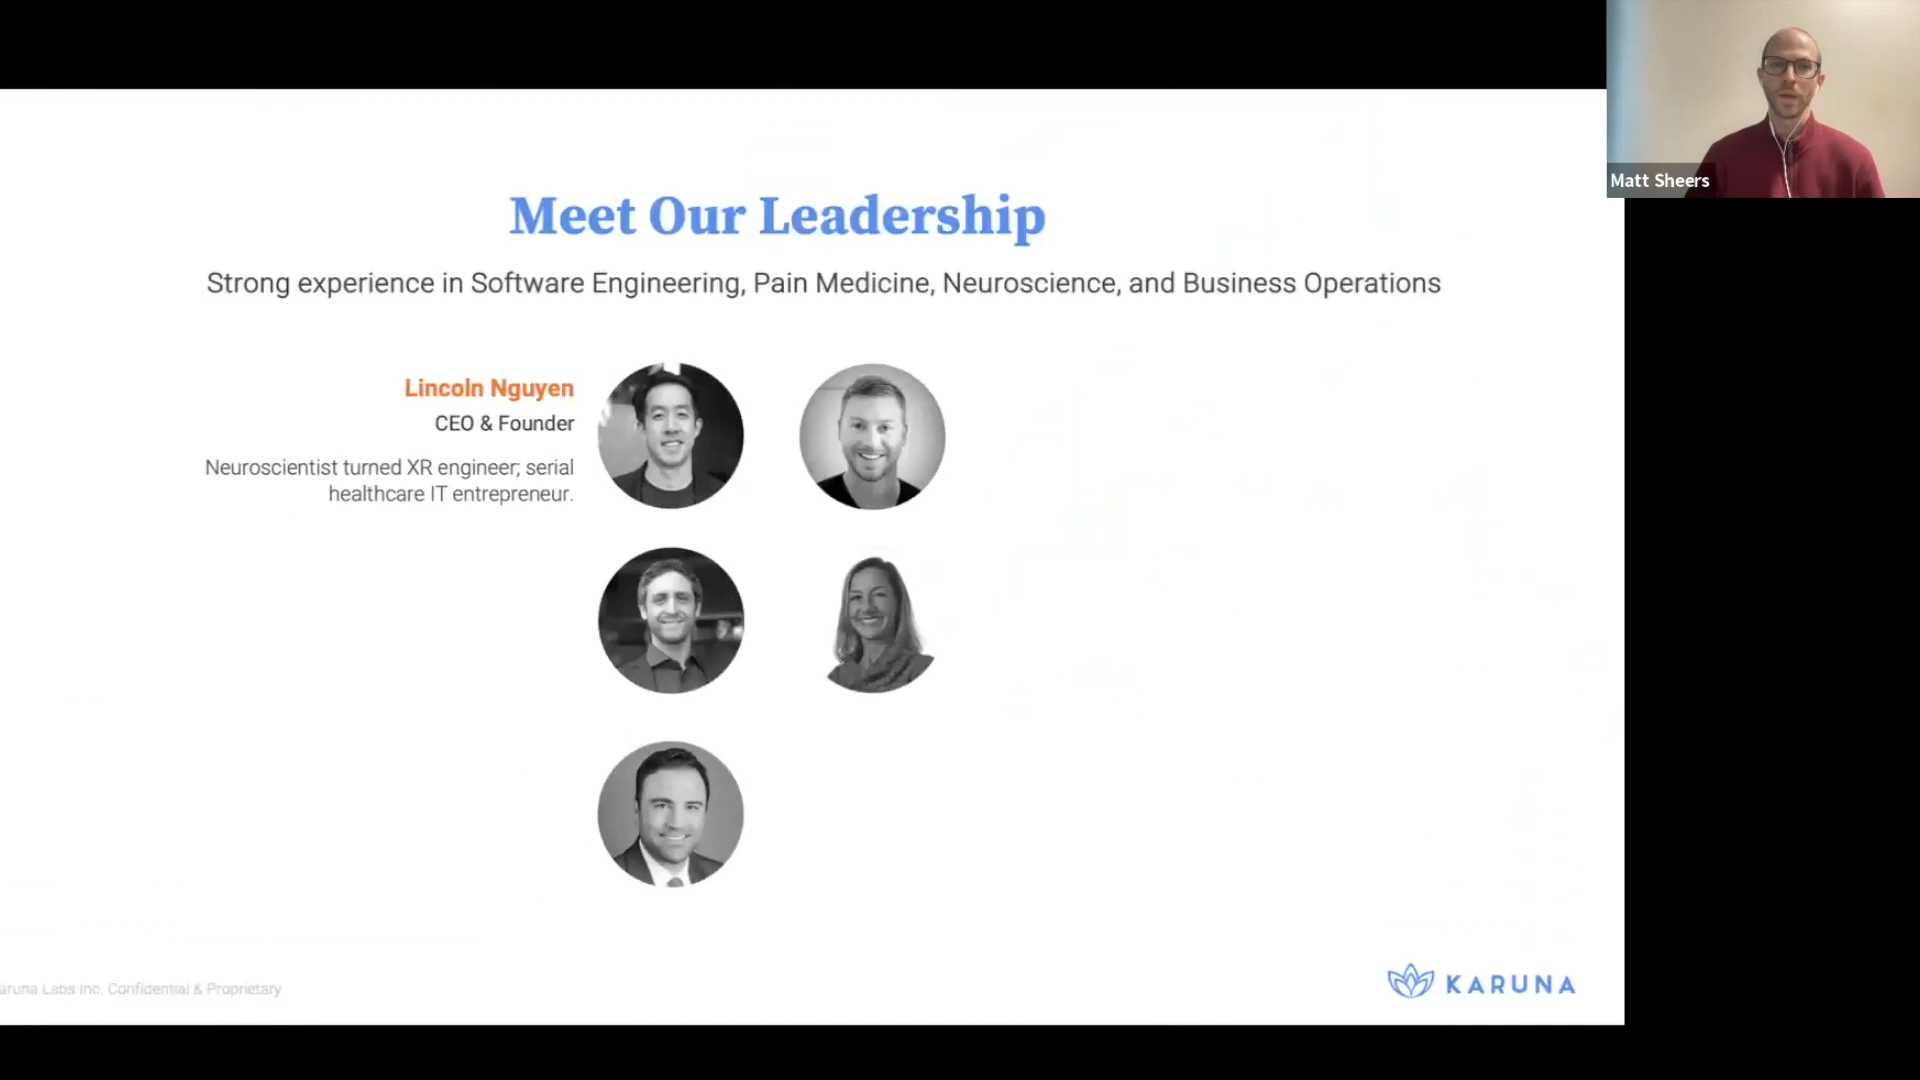 Matt Sheers
Meet Our Leadership
Strong experience in Software Engineering, Pain Medicine, Neuroscience, and Business Operations
Lincoln Nguyen
CEO & Founder
Neuroscientist turned XR engineer; serial
healthcare IT entrepreneur.
aruna Labs Inc. Confidential & Proprietary
KARUNA